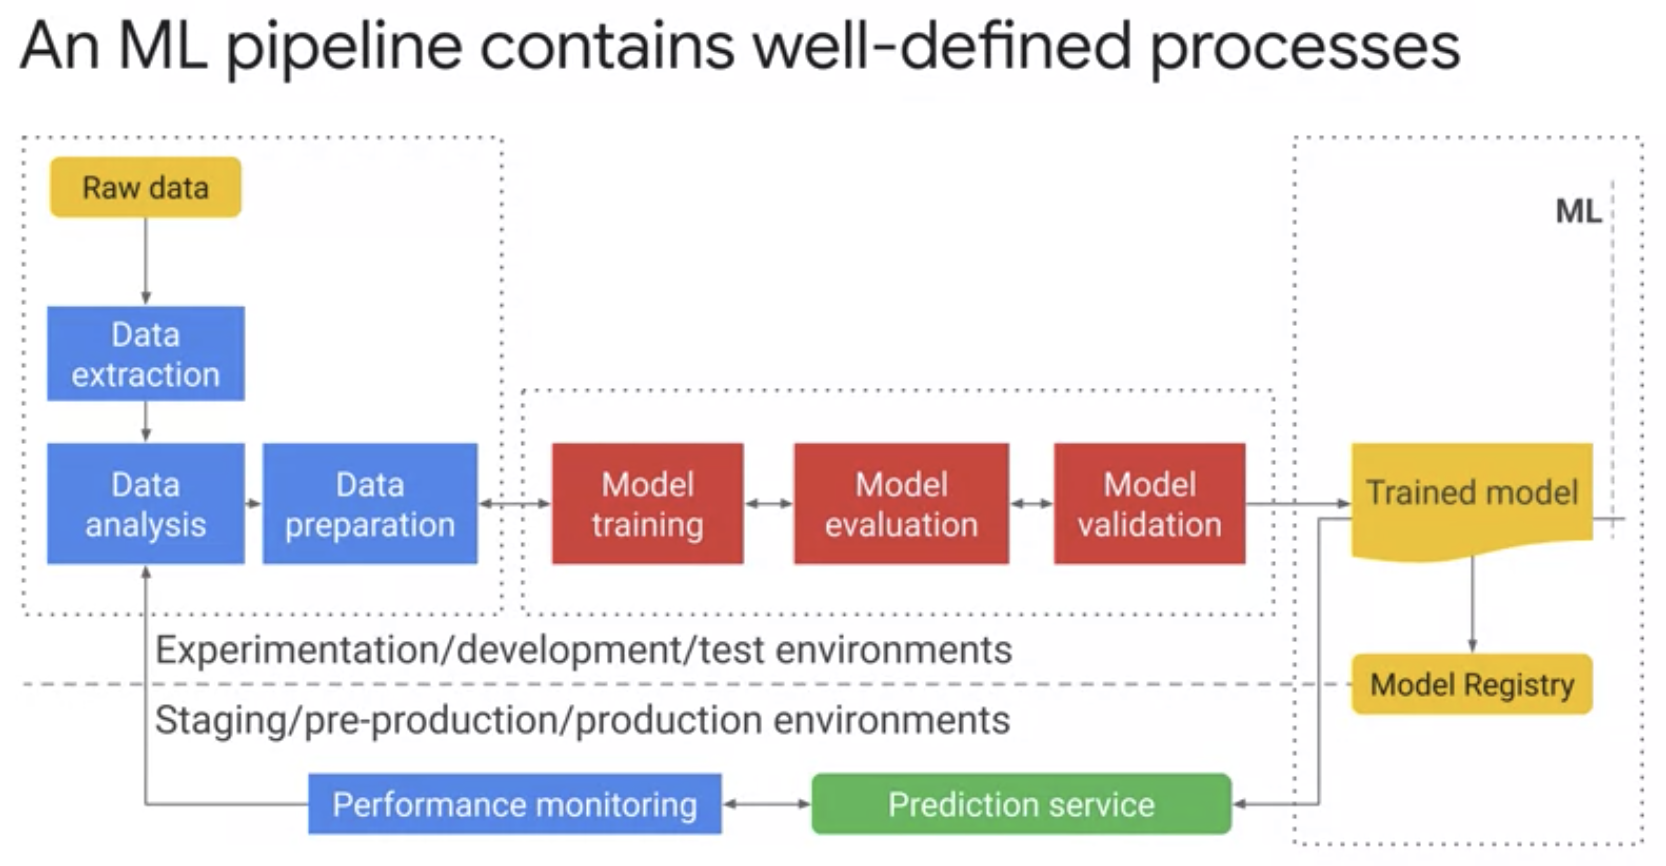 An ML pipeline contains well-defined processes
Raw data
ML
Data
extraction
Data
analysis
Data
preparation
Model
training
Model
evaluation
Model
validation
Trained model
Experimentation/development/test environments
Model Registry
Staging/pre-production/production environments
Performance monitoring
Prediction service